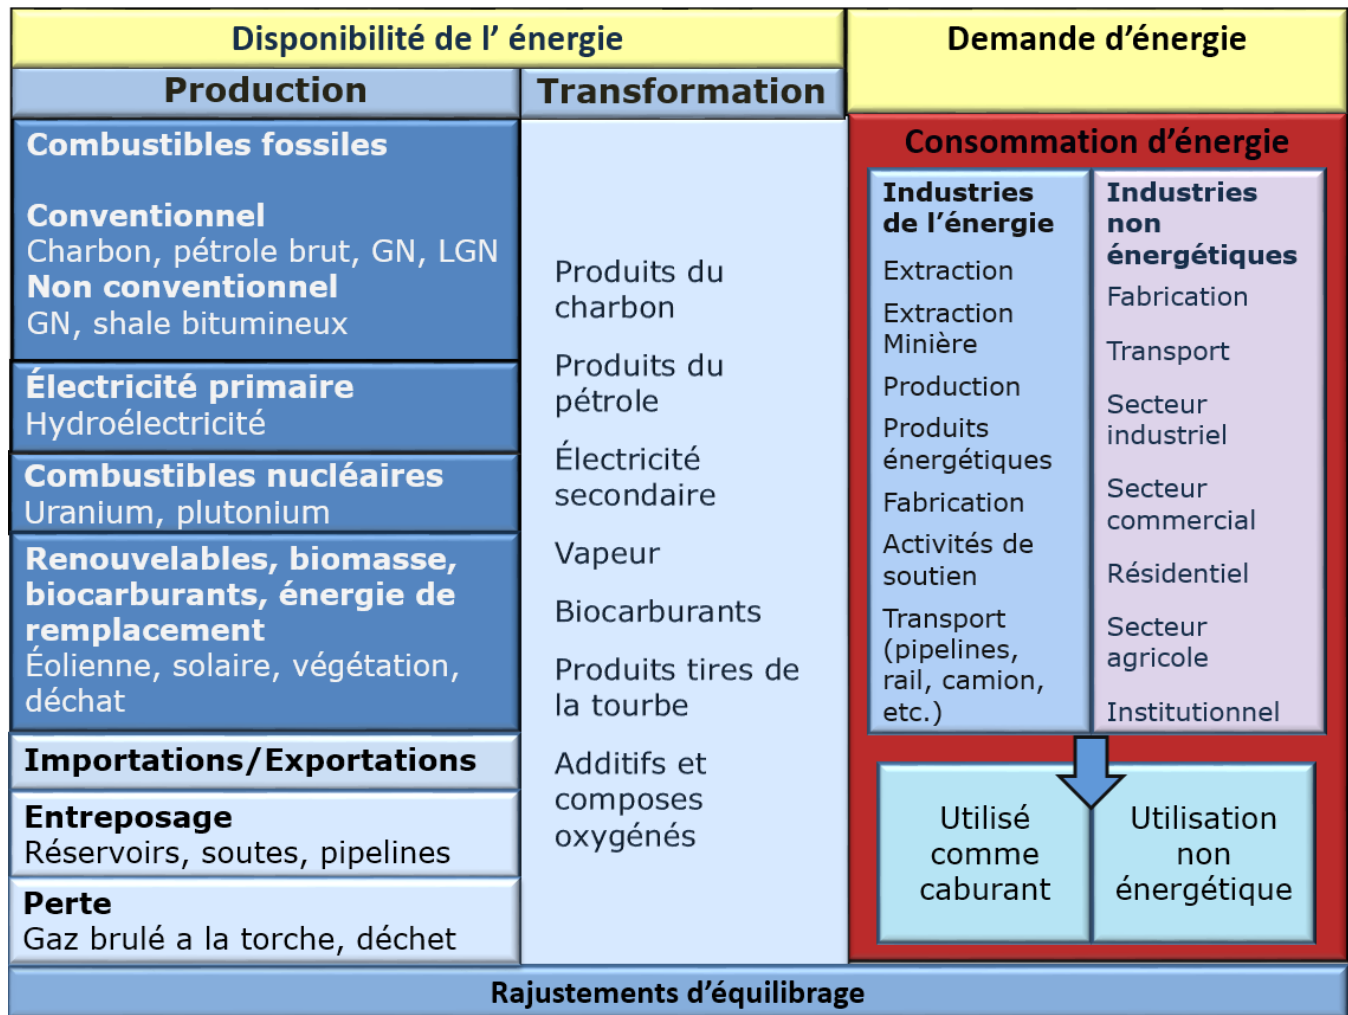 Disponibilité de l’ énergie
Demande d’énergie
Production
Transformation
Combustibles fossiles
Conventionnel
Charbon, pétrole brut, GN, LGN
Non conventionnel
GN, shale bitumineux
Électricité primaire
Hydroélectricité
Combustibles nucléaires
Uranium, plutonium
Renouvelables, biomasse,
biocarburants, énergie de
remplacement
Éolienne, solaire, végétation,
déchat
Importations/Exportations
Entreposage
Réservoirs, soutes, pipelines
Perte
Gaz brulé a la torche, déchet
Produits du
charbon
Produits du
pétrole
Électricité
secondaire
Vapeur
Biocarburants
Produits tires de
la tourbe
Additifs et
composes
oxygénés
Consommation d’énergie
Industries
de l’énergie
Extraction
Extraction
Minière
Production
Produits
énergétiques
Fabrication
Activités de
soutien
Transport
(pipelines,
rail, camion,
etc.)
Industries
non
énergétiques
Fabrication
Transport
Secteur
industriel
Secteur
commercial
Résidentiel
Secteur
agricole
Institutionnel
Utilisé
comme
caburant
Utilisation
non
énergétique
Rajustements d’équilibrage